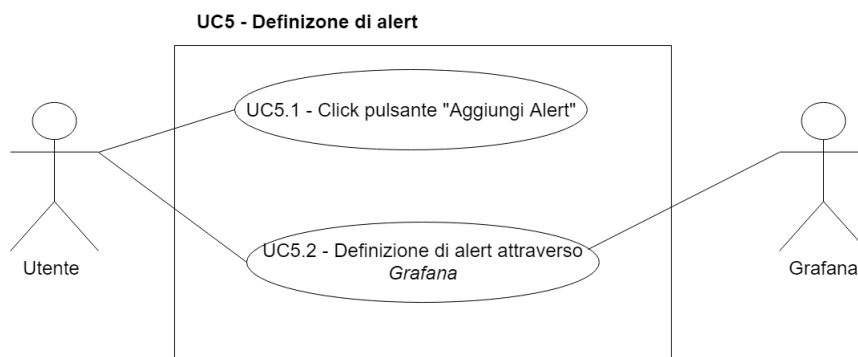 UC5 - Definizone di alert
UC5.1 - Click pulsante "Aggiungi Alert"
UC5.2 - Definizione di alert attraverso
Grafana
Utente
Grafana